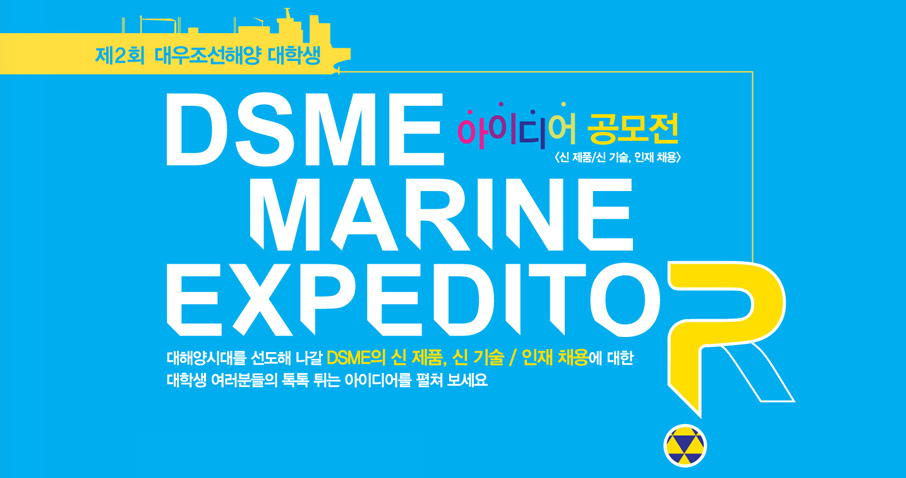 제2회 대우조선해양 대학생
DSME 아이디어 공모전
<신 제품/신 기술, 인재 채용>
MARINE
EXPEDITOR
대해양시대를 선도해 나갈 DSME의 신 제품, 신 기술 / 인재 채용에 대한
대학생 여러분들의 톡톡 튀는 아이디어를 펼쳐 보세요